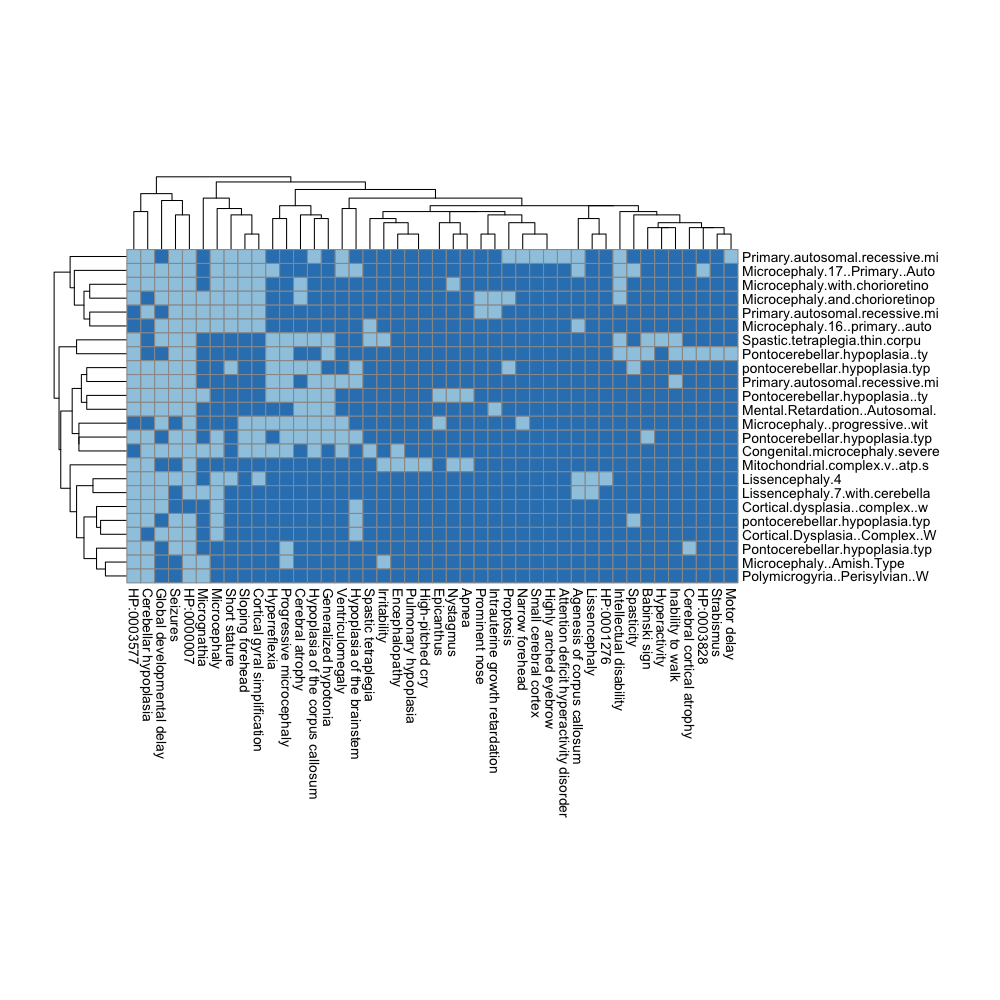 Primary.autosomal.recessive.mi
Microcephaly.17..Primary..Auto
Microcephaly.with.chorioretino
Microcephaly.and.chorioretinop
Primary.autosomal.recessive.mi
Microcephaly.16..primary..auto
Spastic.tetraplegia.thin.corpu
Pontocerebellar.hypoplasia..ty
pontocerebellar.hypoplasia.typ
Primary.autosomal.recessive.mi
Pontocerebellar.hypoplasia..ty
Mental.Retardation..Autosomal.
Microcephaly..progressive..wit
Pontocerebellar.hypoplasia.typ
Congenital.microcephaly.severe
Mitochondrial.complex.v..atp.s
Lissencephaly.4
Lissencephaly.7.with.cerebella
Cortical.dysplasia..complex..w
pontocerebellar.hypoplasia.typ
Cortical.Dysplasia..Complex..W
Pontocerebellar.hypoplasia.typ
Microcephaly..Amish.Type
Polymicrogyria..Perisylvian..W
HP:0003577
Cerebellar hypoplasia
Global developmental delay
Seizures
HP:0000007
Micrognathia
Microcephaly
Short stature
Sloping forehead
Cortical gyral simplification
Hyperreflexia
Progressive microcephaly
Cerebral atrophy
Hypoplasia of the corpus callosum
Generalized hypotonia
Ventriculomegaly
Hypoplasia of the brainstem
Spastic tetraplegia
Irritability
Encephalopathy
Pulmonary hypoplasia
High-pitched cry
Epicanthus
Nystagmus
Apnea
Prominent nose
Intrauterine growth retardation
Proptosis
Narrow forehead
Small cerebral cortex
Highly arched eyebrow
Attention deficit hyperactivity disorder
Agenesis of corpus callosum
Lissencephaly
HP:0001276
Intellectual disability
Spasticity
Babinski sign
Hyperactivity
Inability to walk
Cerebral cortical atrophy
HP:0003828
Strabismus
Motor delay